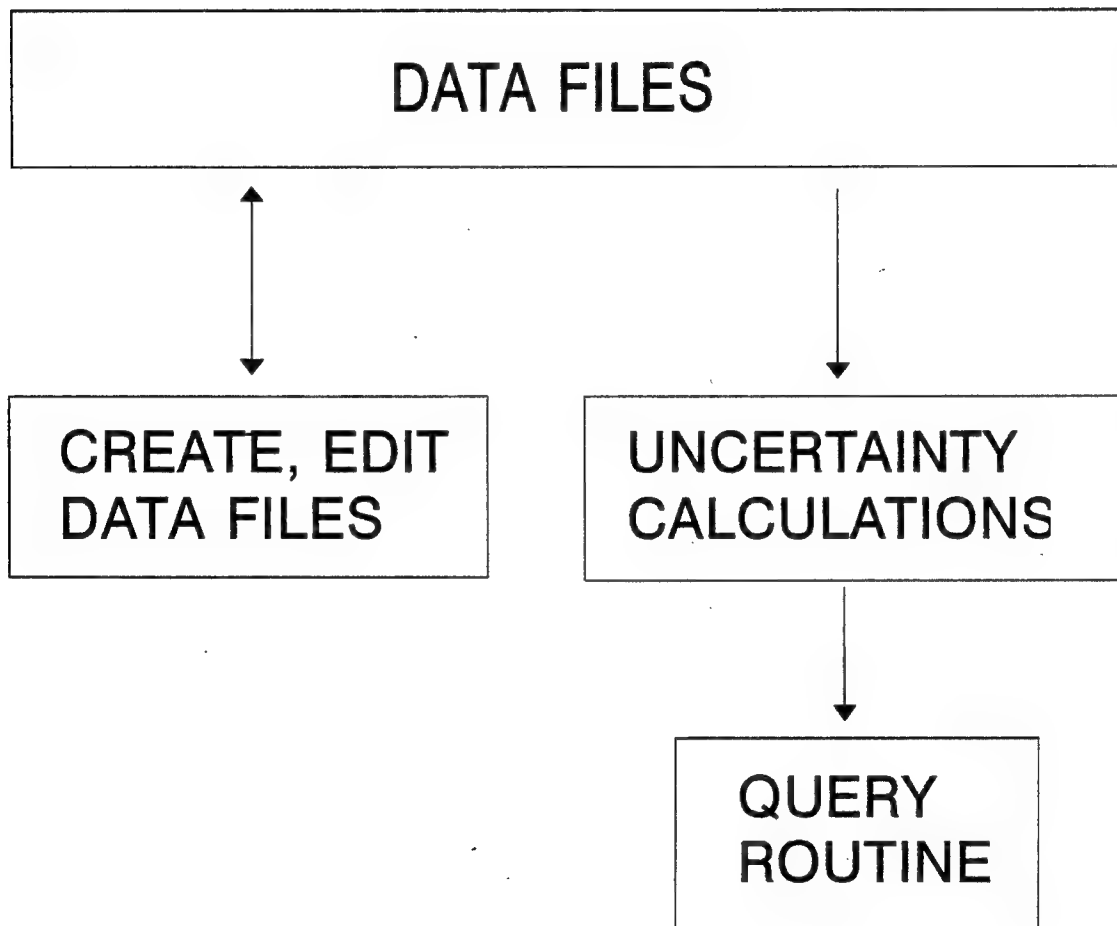 DATA FILES
CREATE, EDIT
DATA FILES
UNCERTAINTY
CALCULATIONS
QUERY
ROUTINE